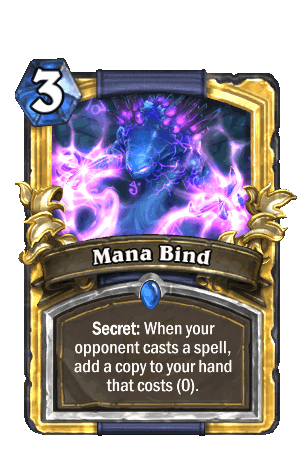 3
Mana Bind
Secret: When your
opponent casts a spell,
add a copy to your hand
that costs (0).